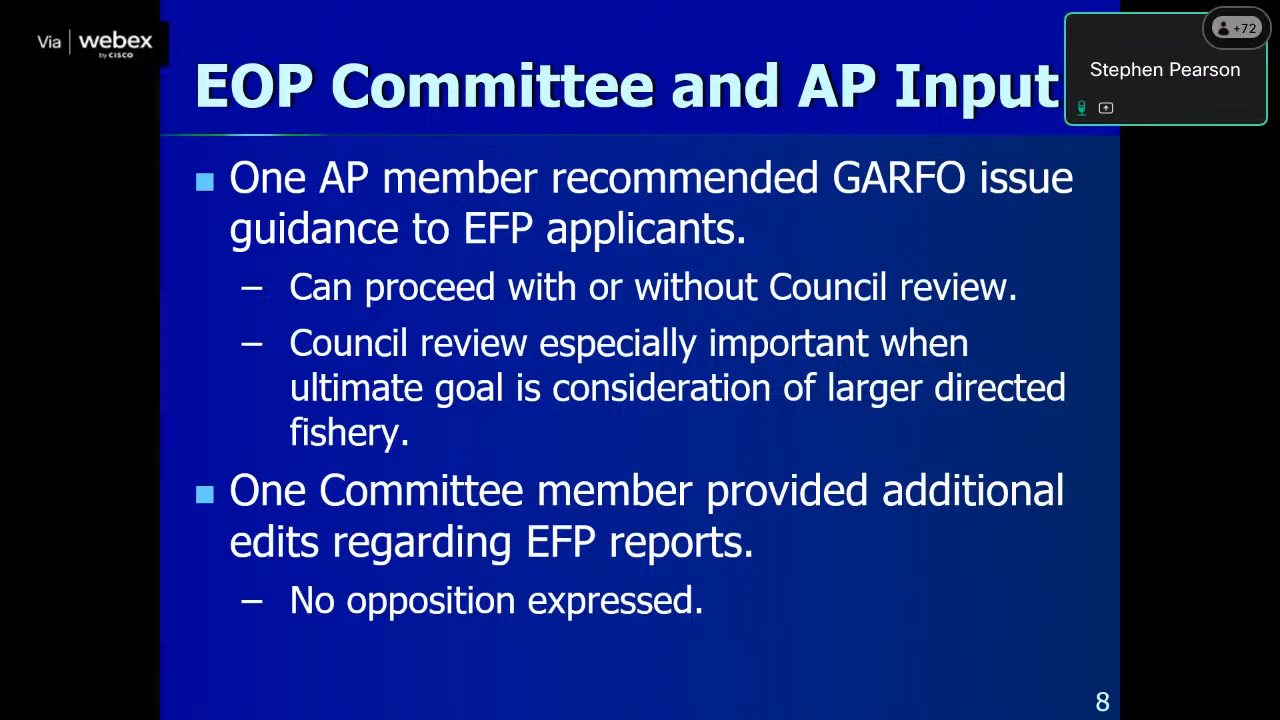 Via webex
by CISCO
+72
Stephen Pearson
EOP Committee and AP Input
One AP member recommended GARFO issue
guidance to EFP applicants.
– Can proceed with or without Council review.
– Council review especially important when
ultimate goal is consideration of larger directed
fishery.
One Committee member provided additional
edits regarding EFP reports.
– No opposition expressed.
8